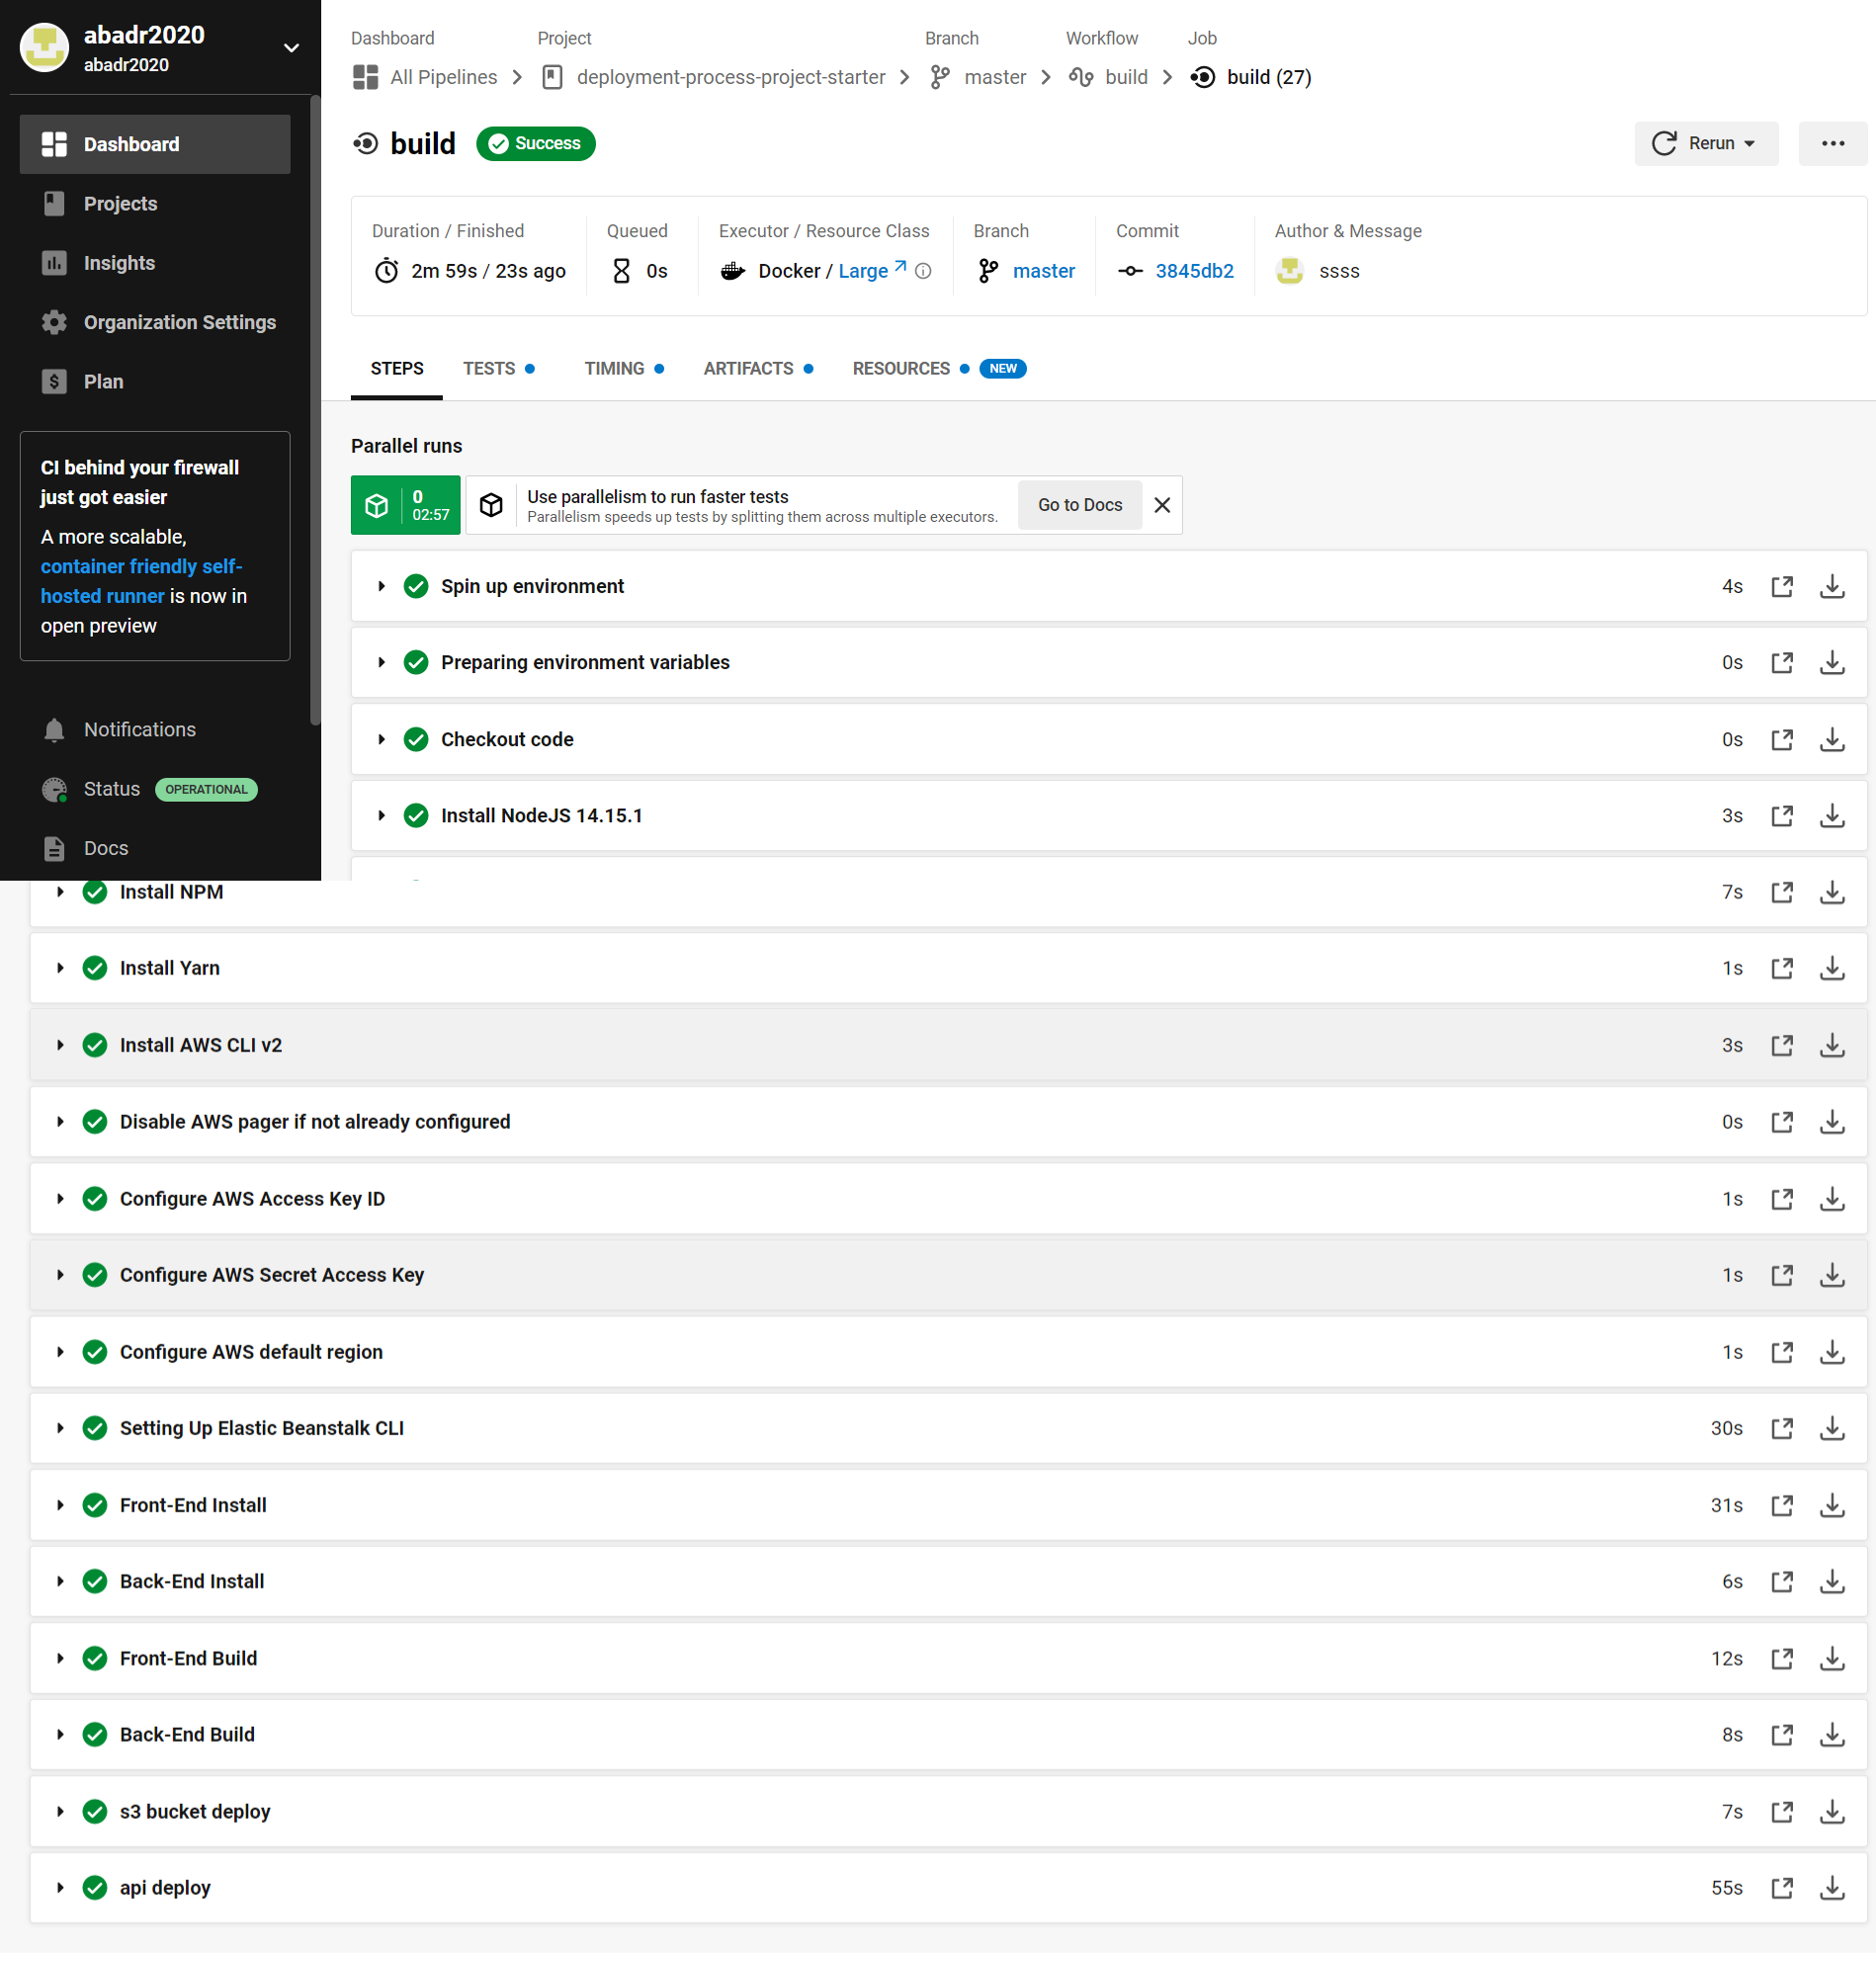 abadr2020
abadr2020
Dashboard
Projects
Insights
Organization Settings
Plan
CI behind your firewall
just got easier
A more scalable,
container friendly self-
hosted runner is now in
open preview
Notifications
Status OPERATIONAL
Docs
Dashboard Project Branch Workflow Job
All Pipelines deployment-process-project-starter master build build (27)
build Success Rerun
Duration / Finished Queued Executor / Resource Class Branch Commit Author & Message
2m 59s / 23s ago 0s Docker / Large master 3845db2 ssss
STEPS TESTS TIMING ARTIFACTS RESOURCES NEW
Parallel runs
0
02:57
Use parallelism to run faster tests
Parallelism speeds up tests by splitting them across multiple executors.
Go to Docs
Spin up environment 4s
Preparing environment variables 0s
Checkout code 0s
Install NodeJS 14.15.1 3s
Install NPM 7s
Install Yarn 1s
Install AWS CLI v2 3s
Disable AWS pager if not already configured 0s
Configure AWS Access Key ID 1s
Configure AWS Secret Access Key 1s
Configure AWS default region 1s
Setting Up Elastic Beanstalk CLI 30s
Front-End Install 31s
Back-End Install 6s
Front-End Build 12s
Back-End Build 8s
s3 bucket deploy 7s
api deploy 55s